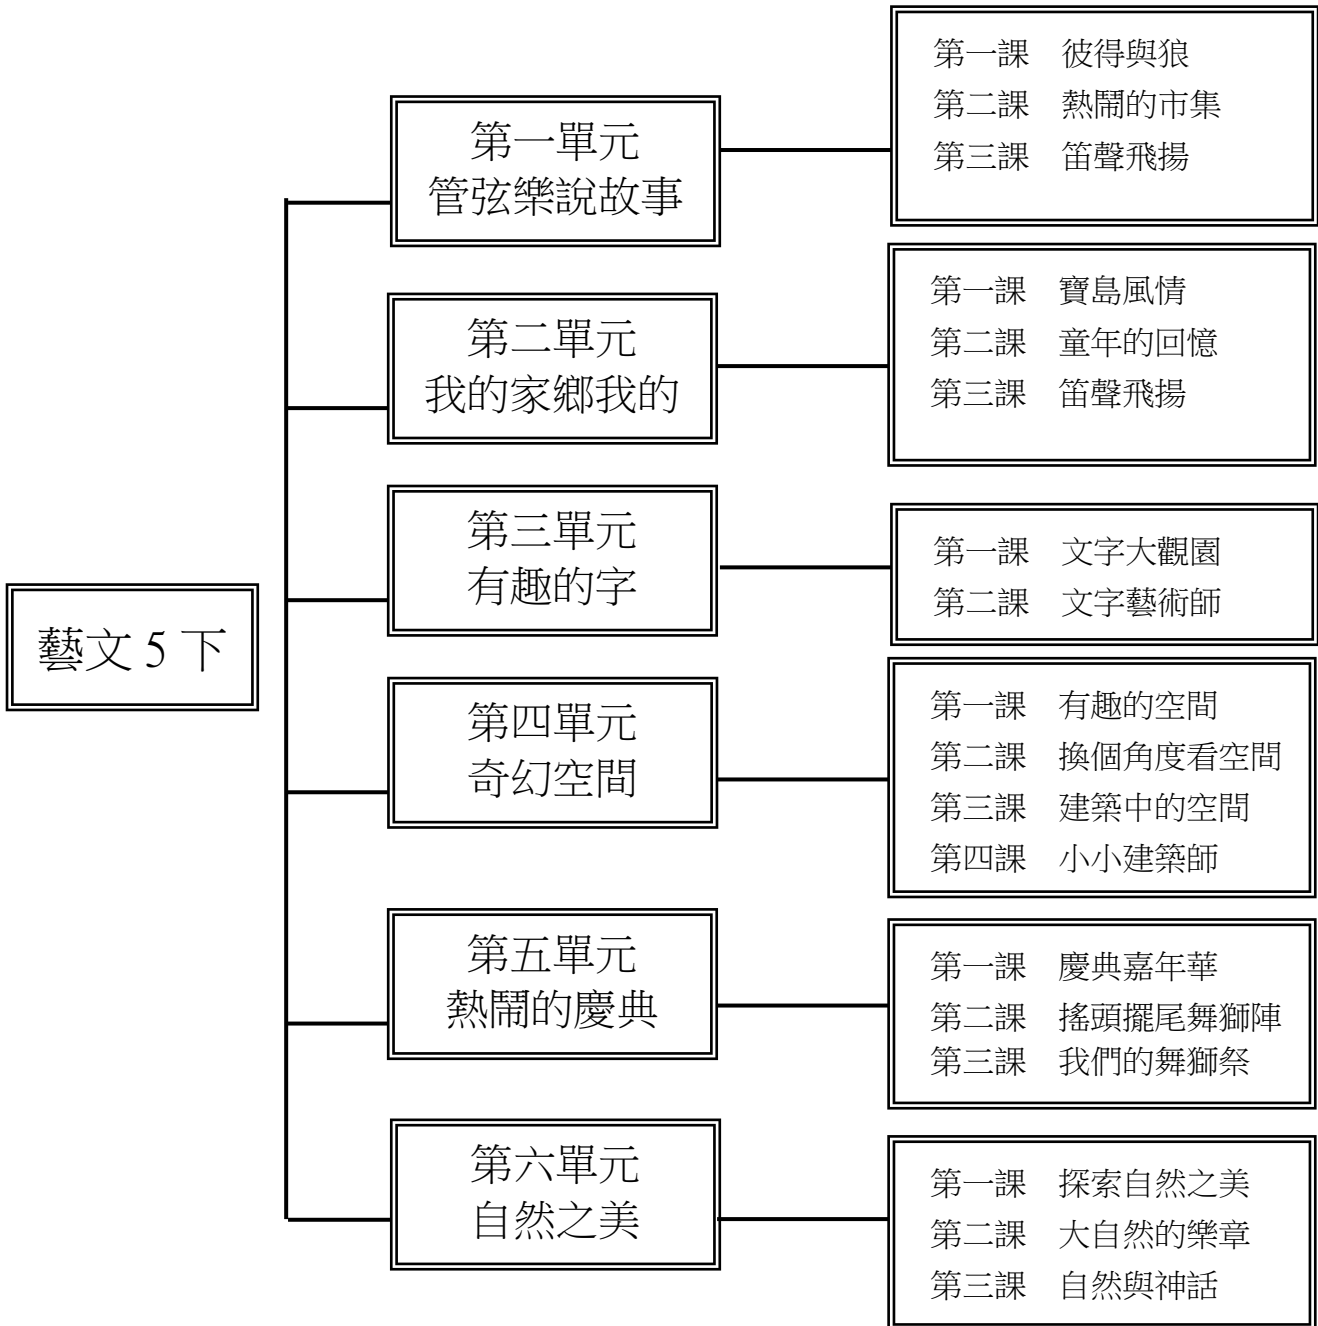 藝文 5 下
第一單元
管弦樂說故事
第一課　彼得與狼
第二課　熱鬧的市集
第三課　笛聲飛揚
第二單元
我的家鄉我的
第一課　寶島風情
第二課　童年的回憶
第三課　笛聲飛揚
第三單元
有趣的字
第一課　文字大觀園
第二課　文字藝術師
第四單元
奇幻空間
第一課　有趣的空間
第二課　換個角度看空間
第三課　建築中的空間
第四課　小小建築師
第五單元
熱鬧的慶典
第一課　慶典嘉年華
第二課　搖頭擺尾舞獅陣
第三課　我們的舞獅祭
第六單元
自然之美
第一課　探索自然之美
第二課　大自然的樂章
第三課　自然與神話